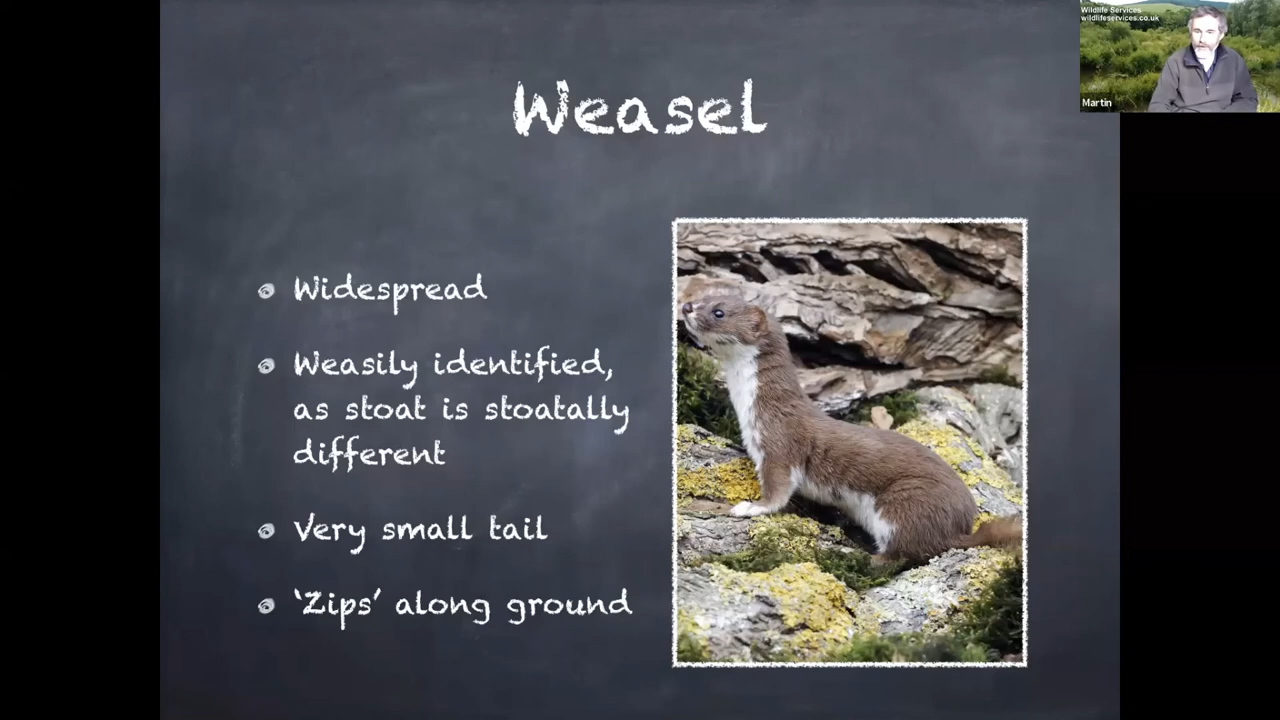 Wildlife Services
wildlifeservices.co.uk
Martin
Weasel
Widespread
Weasily identified,
as stoat is stoatally
different
Very small tail
‘Zips’ along ground